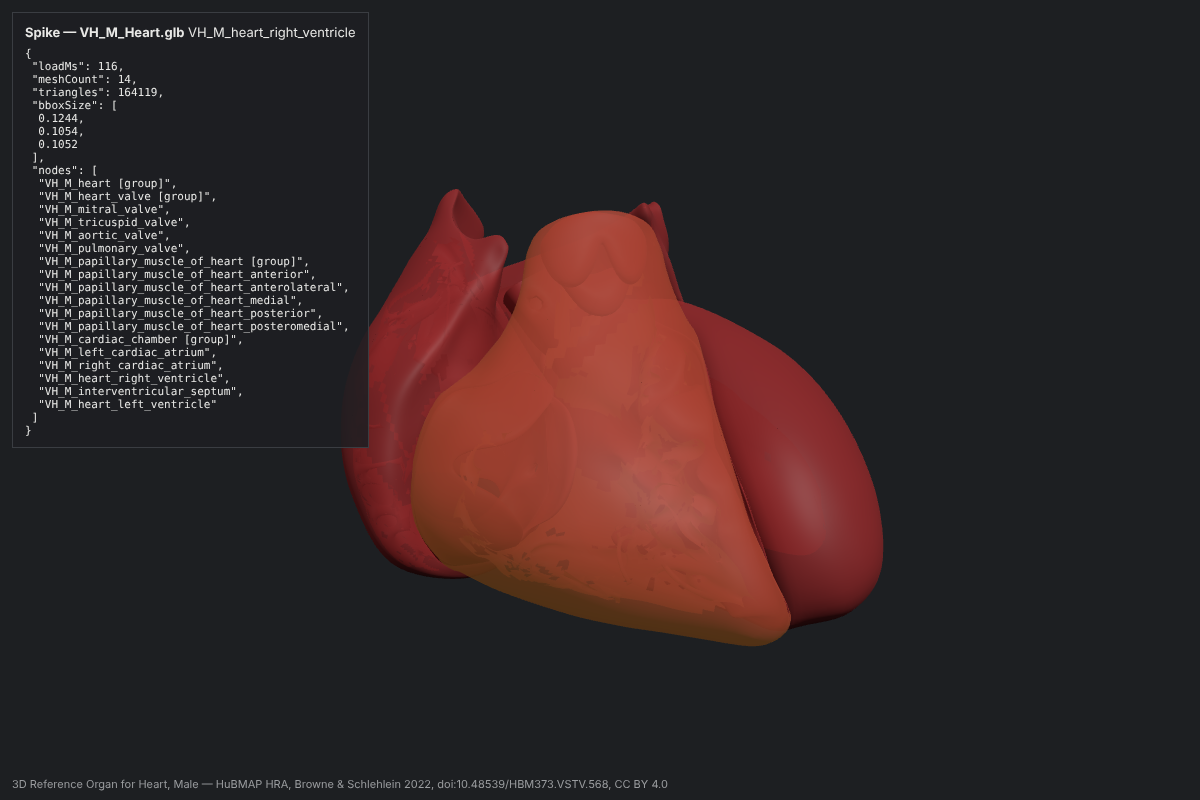 Spike — VH_M_Heart.glb VH_M_heart_right_ventricle
{
"loadMs": 116,
"meshCount": 14,
"triangles": 164119,
"bboxSize": [
0.1244,
0.1054,
0.1052
],
"nodes": [
"VH_M_heart [group]",
"VH_M_heart_valve [group]",
"VH_M_mitral_valve",
"VH_M_tricuspid_valve",
"VH_M_aortic_valve",
"VH_M_pulmonary_valve",
"VH_M_papillary_muscle_of_heart [group]",
"VH_M_papillary_muscle_of_heart_anterior",
"VH_M_papillary_muscle_of_heart_anterolateral",
"VH_M_papillary_muscle_of_heart_medial",
"VH_M_papillary_muscle_of_heart_posterior",
"VH_M_papillary_muscle_of_heart_posteromedial",
"VH_M_cardiac_chamber [group]",
"VH_M_left_cardiac_atrium",
"VH_M_right_cardiac_atrium",
"VH_M_heart_right_ventricle",
"VH_M_interventricular_septum",
"VH_M_heart_left_ventricle"
]
}
3D Reference Organ for Heart, Male — HuBMAP HRA, Browne & Schlehlein 2022, doi:10.48539/HBM373.VSTV.568, CC BY 4.0